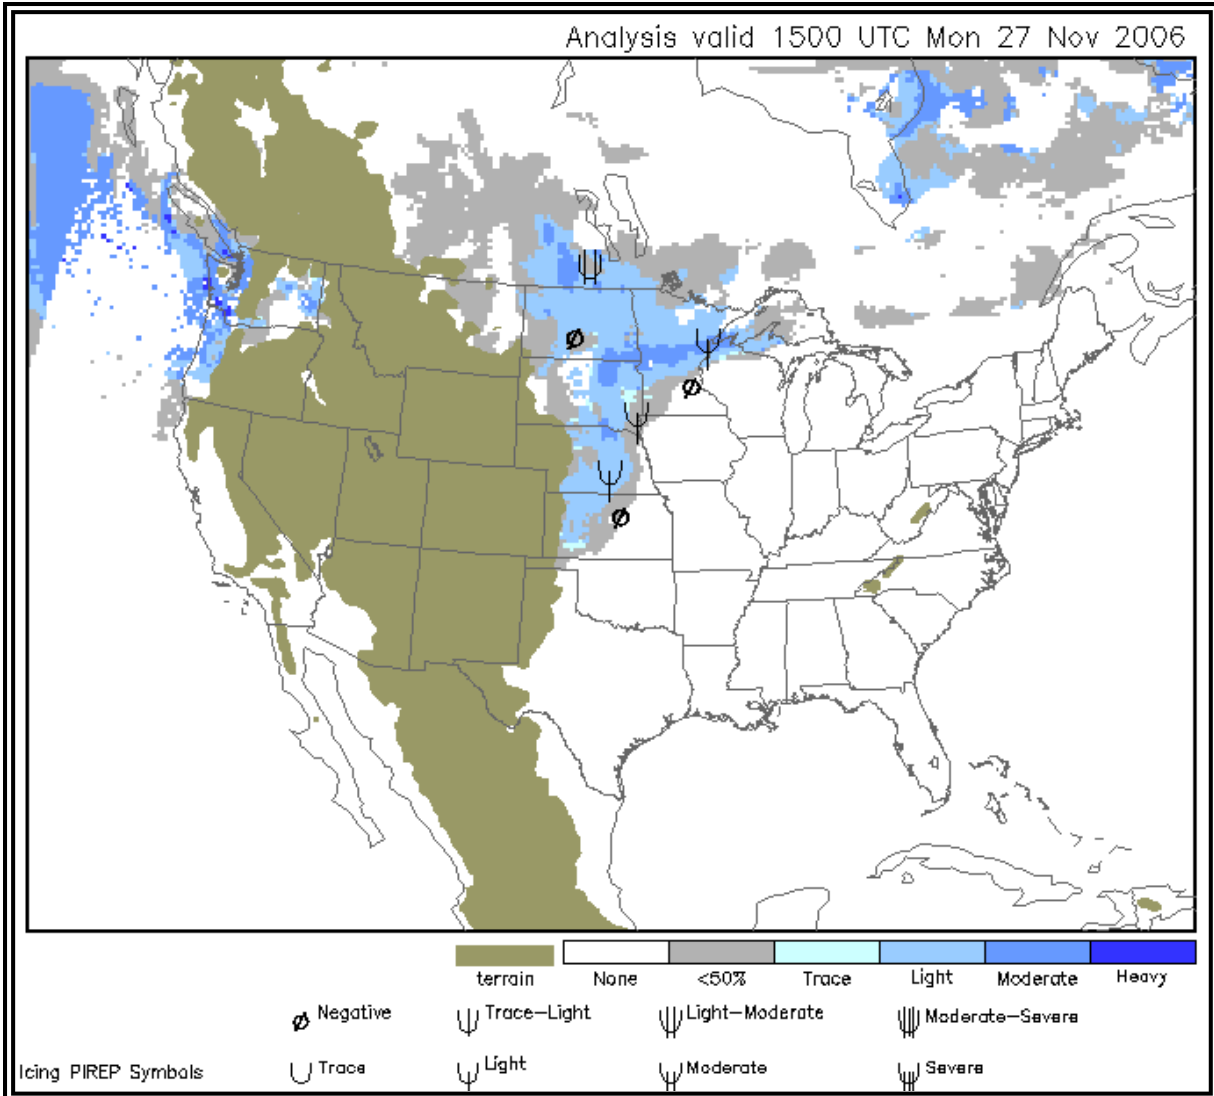 Analysis valid 1500 UTC Mon 27 Nov 2006
terrain None <50% Trace Light Moderate Heavy
Negative Trace-Light Light-Moderate Moderate-Severe
Icing PIREP Symbols Trace Light Moderate Severe